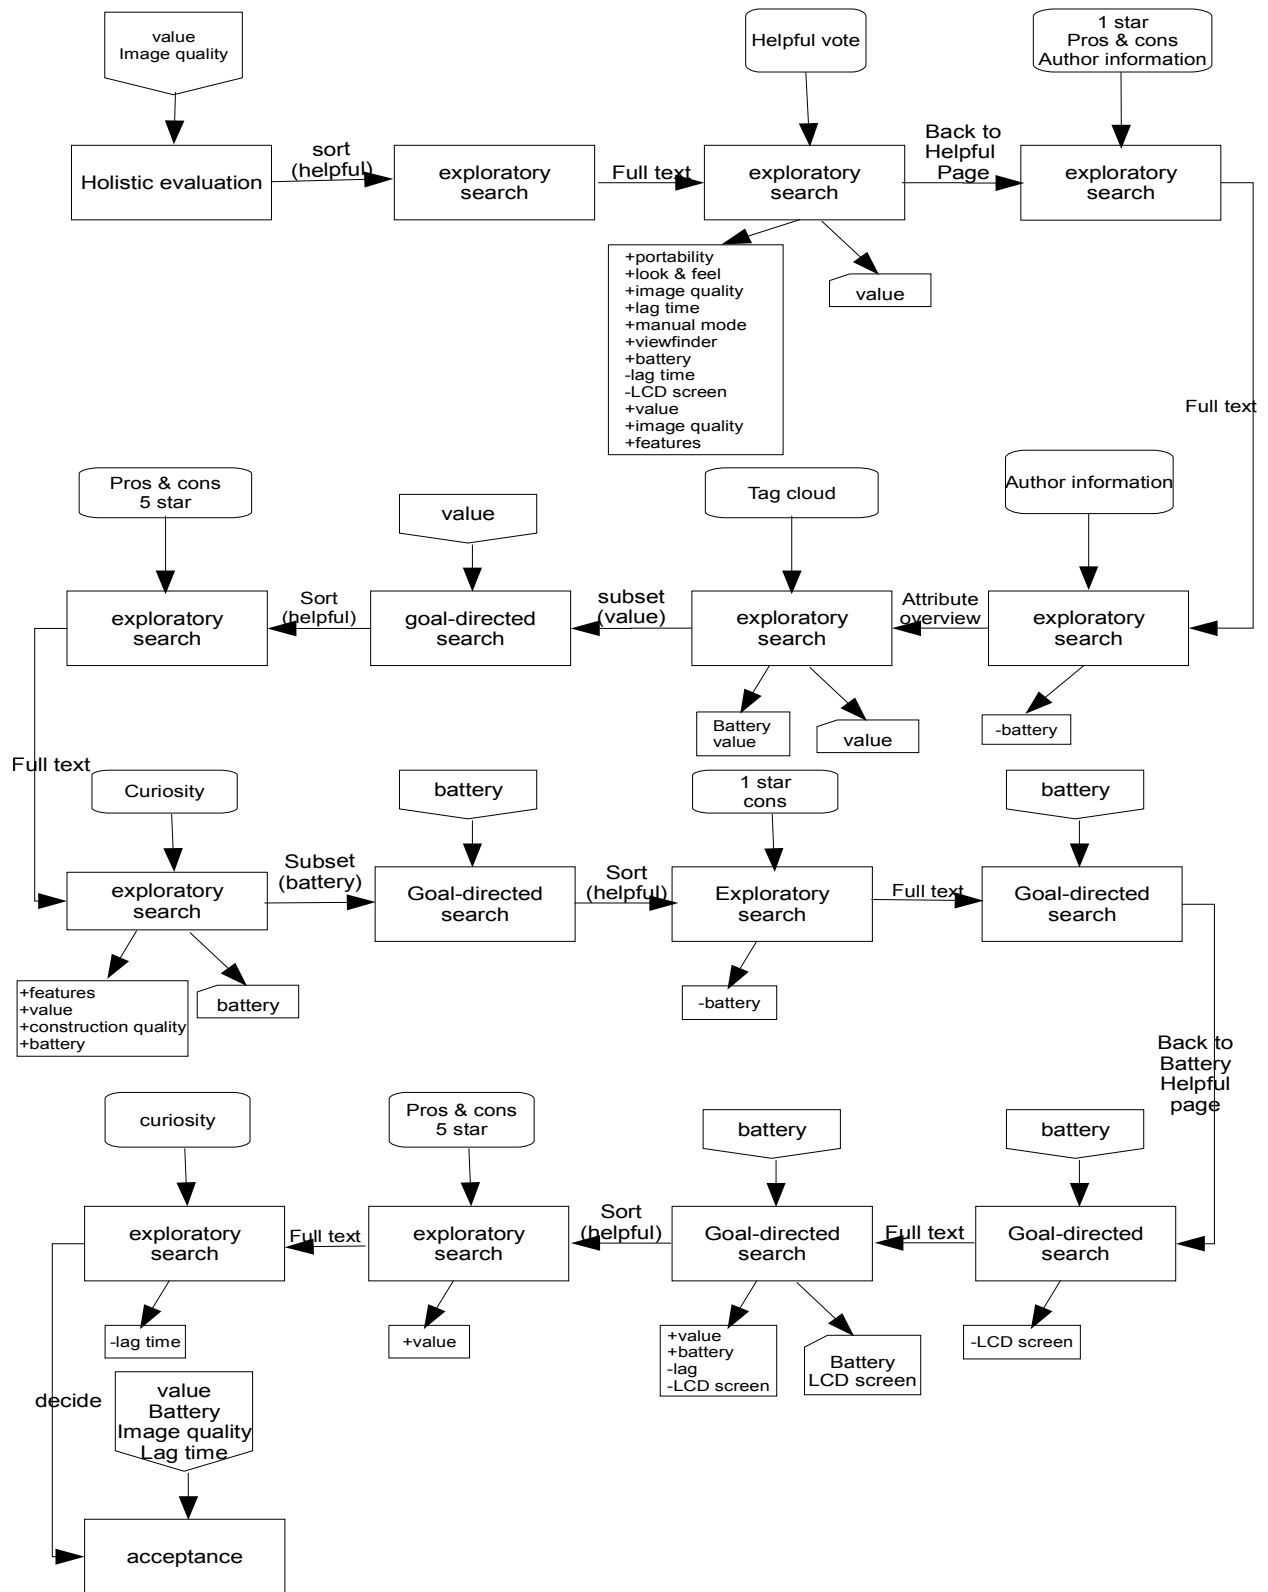 value
Image quality
Helpful vote
1 star
Pros & cons
Author information
Holistic evaluation
sort
(helpful)
exploratory
search
Full text
exploratory
search
Back to
Helpful
Page
exploratory
search
+portability
+look & feel
+image quality
+lag time
+manual mode
+viewfinder
+battery
-lag time
-LCD screen
+value
+image quality
+features
value
Full text
Pros & cons
5 star
value
Tag cloud
Author information
exploratory
search
Sort
(helpful)
goal-directed
search
subset
(value)
exploratory
search
Attribute
overview
exploratory
search
Battery
value
value
-battery
Full text
Curiosity
battery
1 star
cons
battery
exploratory
search
Subset
(battery)
Goal-directed
search
Sort
(helpful)
Exploratory
search
Full text
Goal-directed
search
+features
+value
+construction quality
+battery
battery
-battery
Back to
Battery
Helpful
page
curiosity
Pros & cons
5 star
battery
battery
exploratory
search
Full text
exploratory
search
Sort
(helpful)
Goal-directed
search
Full text
Goal-directed
search
-lag time
+value
+value
+battery
-lag
-LCD screen
Battery
LCD screen
-LCD screen
decide
value
Battery
Image quality
Lag time
acceptance